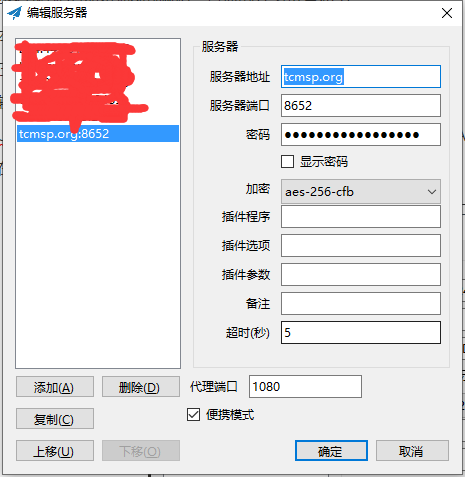 编辑服务器
tcmsp.org:8652
服务器
服务器地址 tcmsp.org
服务器端口 8652
密码 ●●●●●●●●●●●●●●●●●
显示密码
加密 aes-256-cfb
插件程序
插件选项
插件参数
备注
超时(秒) 5
添加(A) 删除(D) 代理端口 1080
复制(C) 便携模式
上移(U) 下移(O) 确定 取消